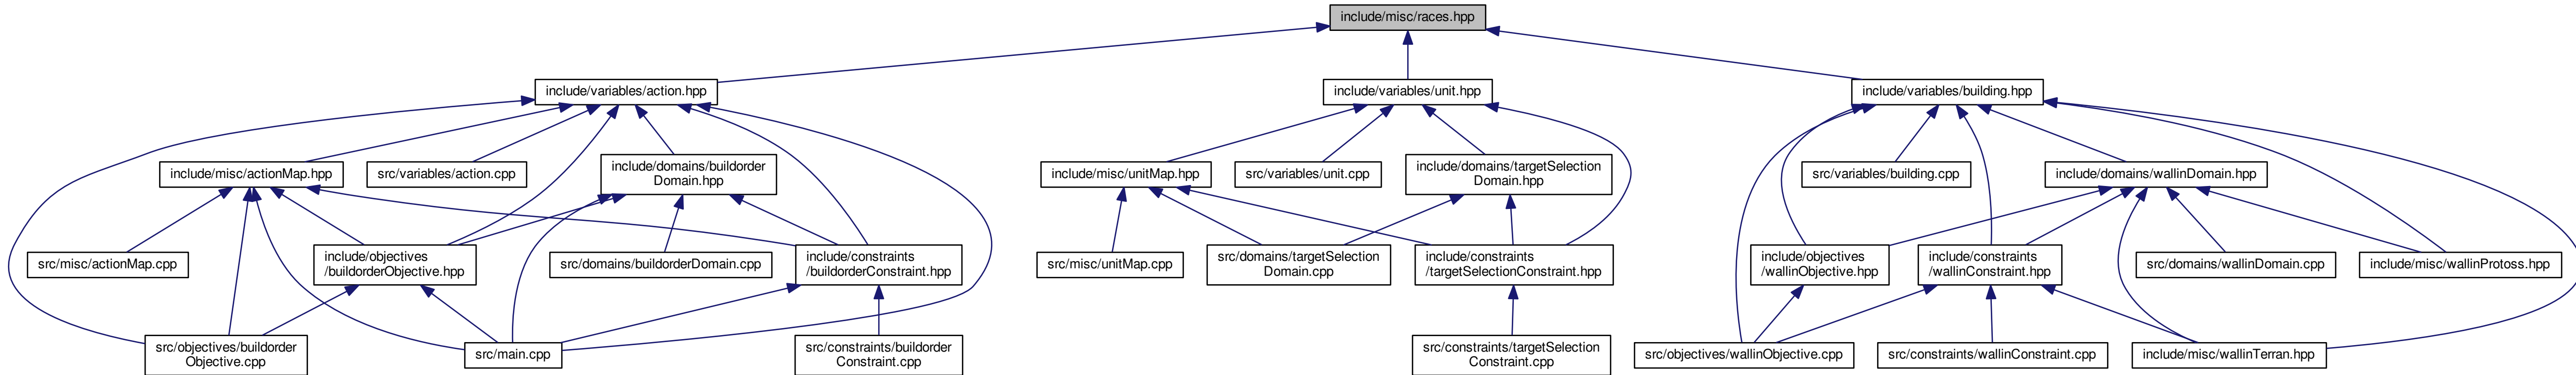 include/misc/races.hpp
include/variables/action.hpp
include/variables/unit.hpp
include/variables/building.hpp
include/misc/actionMap.hpp
src/variables/action.cpp
include/domains/buildorder
Domain.hpp
include/misc/unitMap.hpp
src/variables/unit.cpp
include/domains/targetSelection
Domain.hpp
src/variables/building.cpp
include/domains/wallinDomain.hpp
src/misc/actionMap.cpp
include/objectives
/buildorderObjective.hpp
src/domains/buildorderDomain.cpp
include/constraints
/buildorderConstraint.hpp
src/misc/unitMap.cpp
src/domains/targetSelection
Domain.cpp
include/constraints
/targetSelectionConstraint.hpp
include/objectives
/wallinObjective.hpp
include/constraints
/wallinConstraint.hpp
src/domains/wallinDomain.cpp
include/misc/wallinProtoss.hpp
src/objectives/buildorder
Objective.cpp
src/main.cpp
src/constraints/buildorder
Constraint.cpp
src/constraints/targetSelection
Constraint.cpp
src/objectives/wallinObjective.cpp
src/constraints/wallinConstraint.cpp
include/misc/wallinTerran.hpp